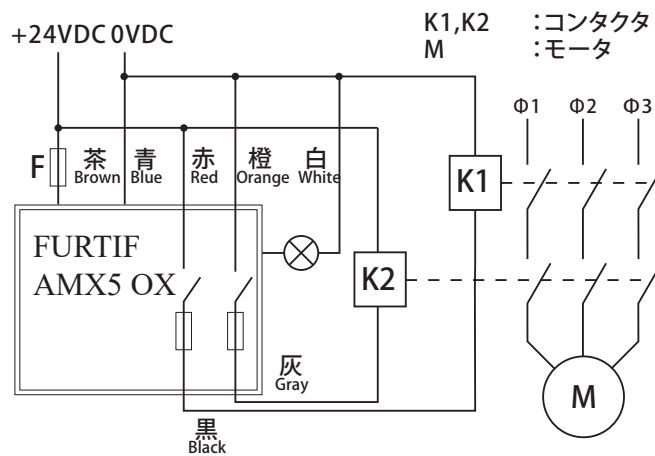 K1,K2 :コンタクタ
M :モータ
+24VDC 0VDC
Φ1 Φ2 Φ3
F
茶 青 赤 橙 白
Brown Blue Red Orange White
K1
FURTIF
AMX5 OX
K2
灰
Gray
M
黒
Black